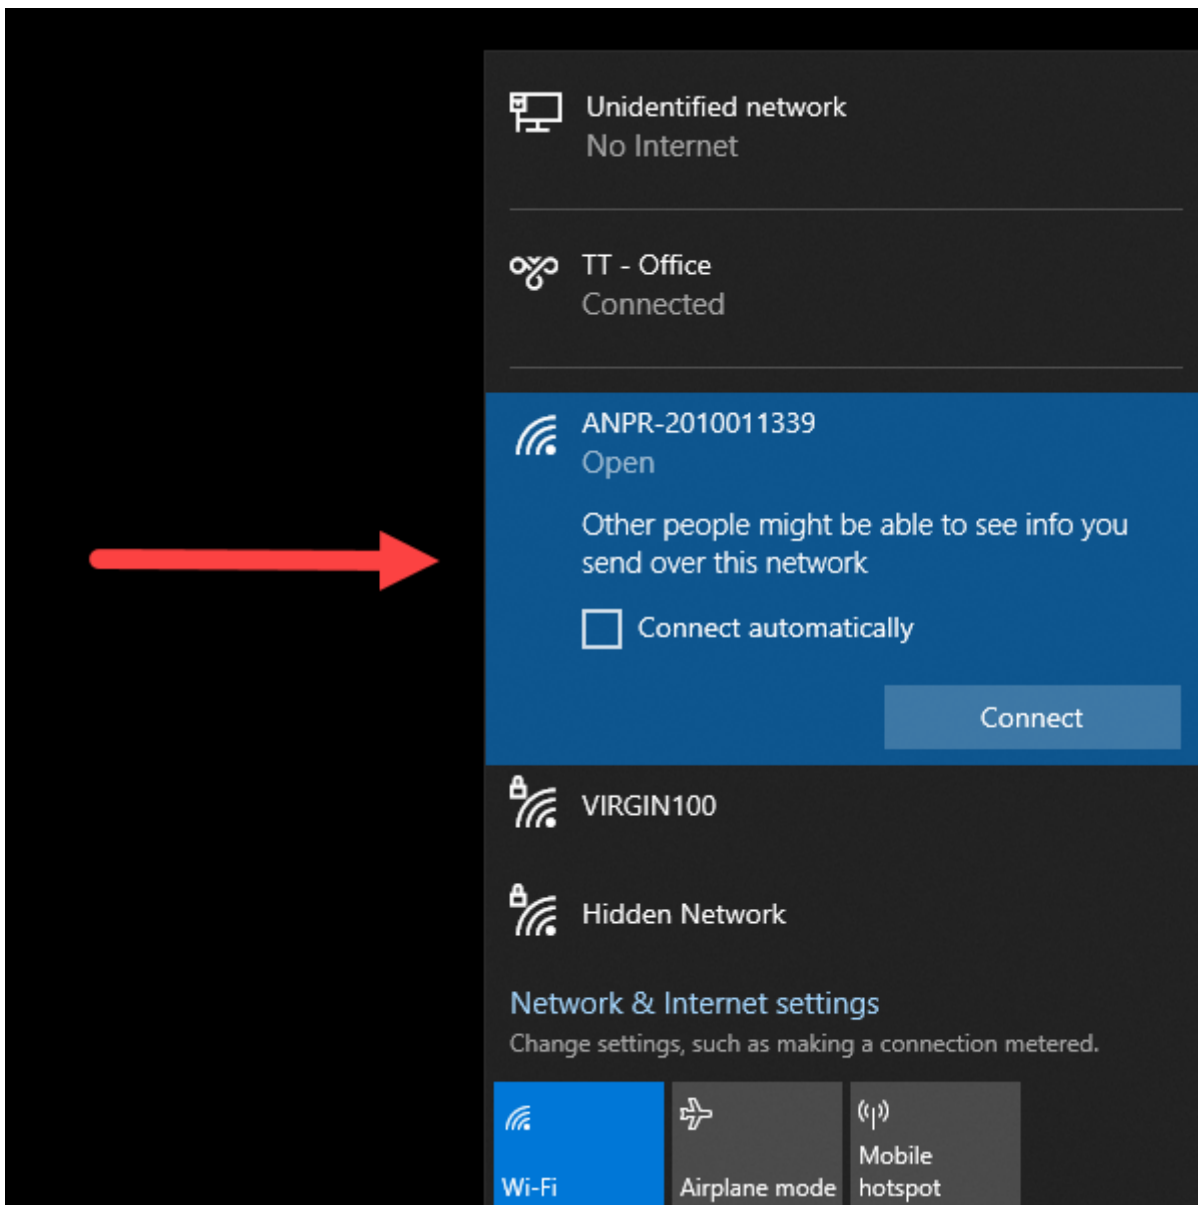 Unidentified network
No Internet
TT - Office
Connected
ANPR-2010011339
Open
Other people might be able to see info you
send over this network
Connect automatically
Connect
VIRGIN100
Hidden Network
Network & Internet settings
Change settings, such as making a connection metered.
Wi-Fi
Airplane mode
Mobile
hotspot